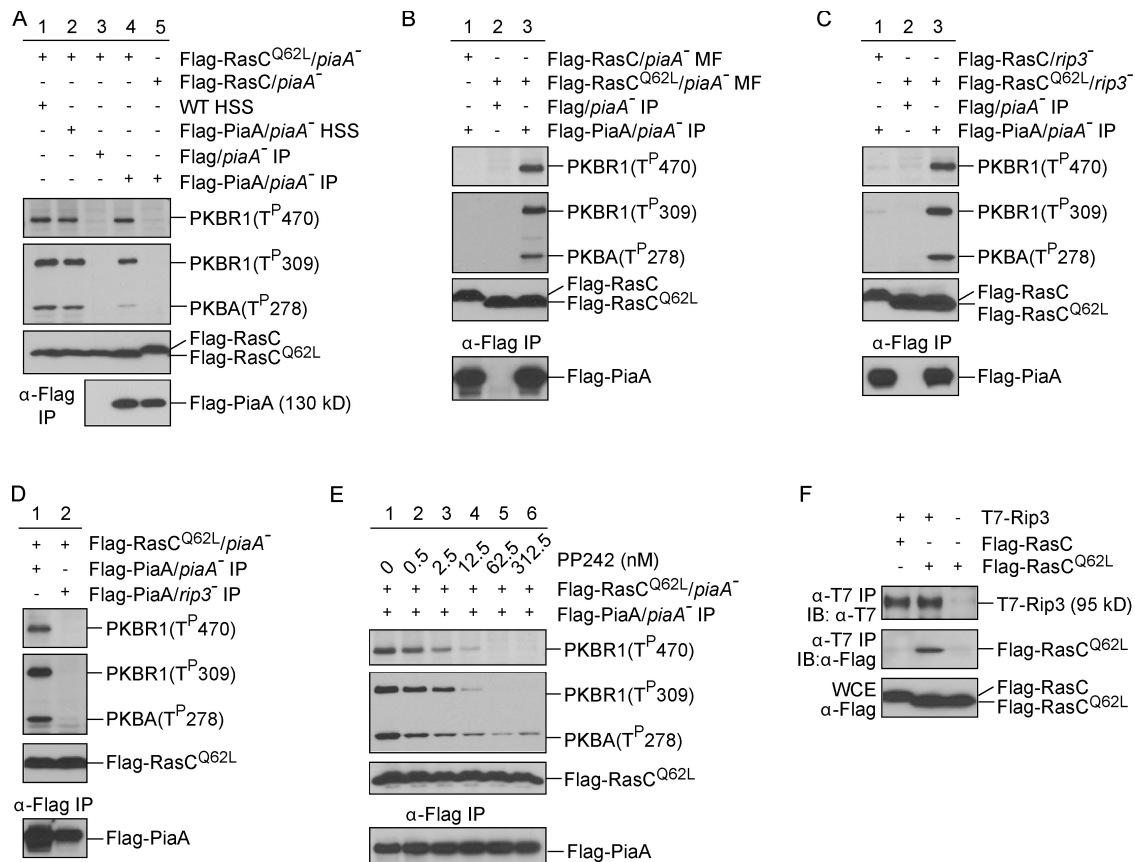 A
1 2 3 4 5
+ + + + - Flag-RasC^Q62L/piaA^-
- - - - + Flag-RasC/piaA^-
+ - - - - WT HSS
- + - - - Flag-PiaA/piaA^- HSS
- - + - - Flag/piaA^- IP
- - - + + Flag-PiaA/piaA^- IP
PKBR1(T^P470)
PKBR1(T^P309)
PKBA(T^P278)
Flag-RasC
Flag-RasC^Q62L
α-Flag IP
Flag-PiaA (130 kD)
B
1 2 3
+ - - Flag-RasC/piaA^- MF
- + + Flag-RasC^Q62L/piaA^- MF
- + - Flag/piaA^- IP
+ - + Flag-PiaA/piaA^- IP
PKBR1(T^P470)
PKBR1(T^P309)
PKBA(T^P278)
Flag-RasC
Flag-RasC^Q62L
α-Flag IP
Flag-PiaA
C
1 2 3
+ - - Flag-RasC/rip3^-
- + + Flag-RasC^Q62L/rip3^-
- + - Flag/piaA^- IP
+ - + Flag-PiaA/piaA^- IP
PKBR1(T^P470)
PKBR1(T^P309)
PKBA(T^P278)
Flag-RasC
Flag-RasC^Q62L
α-Flag IP
Flag-PiaA
D
1 2
+ + Flag-RasC^Q62L/piaA^-
+ - Flag-PiaA/piaA^- IP
- + Flag-PiaA/rip3^- IP
PKBR1(T^P470)
PKBR1(T^P309)
PKBA(T^P278)
Flag-RasC^Q62L
α-Flag IP
Flag-PiaA
E
1 2 3 4 5 6
0 0.5 2.5 12.5 62.5 312.5 PP242 (nM)
+ + + + + + Flag-RasC^Q62L/piaA^-
+ + + + + + Flag-PiaA/piaA^- IP
PKBR1(T^P470)
PKBR1(T^P309)
PKBA(T^P278)
Flag-RasC^Q62L
α-Flag IP
Flag-PiaA
F
+ + - T7-Rip3
+ - - Flag-RasC
- + + Flag-RasC^Q62L
α-T7 IP
IB: α-T7
T7-Rip3 (95 kD)
α-T7 IP
IB:α-Flag
Flag-RasC^Q62L
WCE
α-Flag
Flag-RasC
Flag-RasC^Q62L